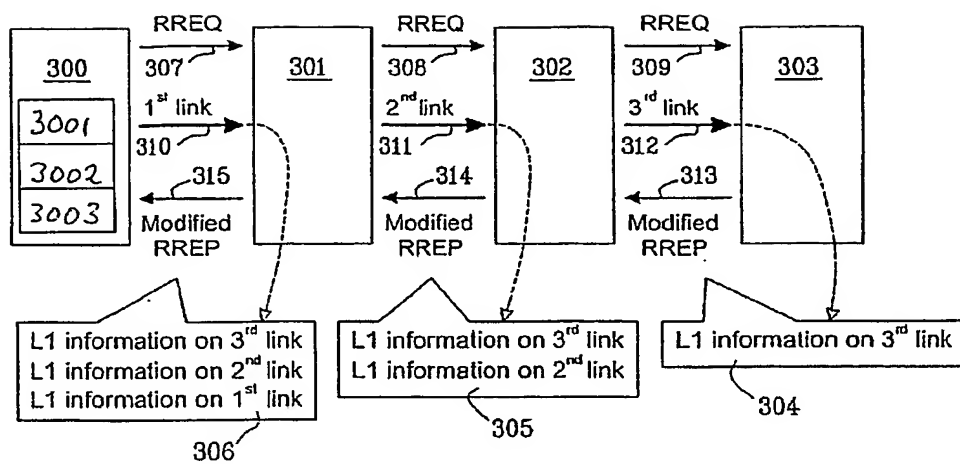 RREQ RREQ RREQ
300 307 301 308 302 309 303
1st link 2nd link 3rd link
3001 310 311 312
3002 315 314 313
3003 Modified RREP Modified RREP Modified RREP
L1 information on 3rd link
L1 information on 2nd link
L1 information on 1st link
306
L1 information on 3rd link
L1 information on 2nd link
305
L1 information on 3rd link
304